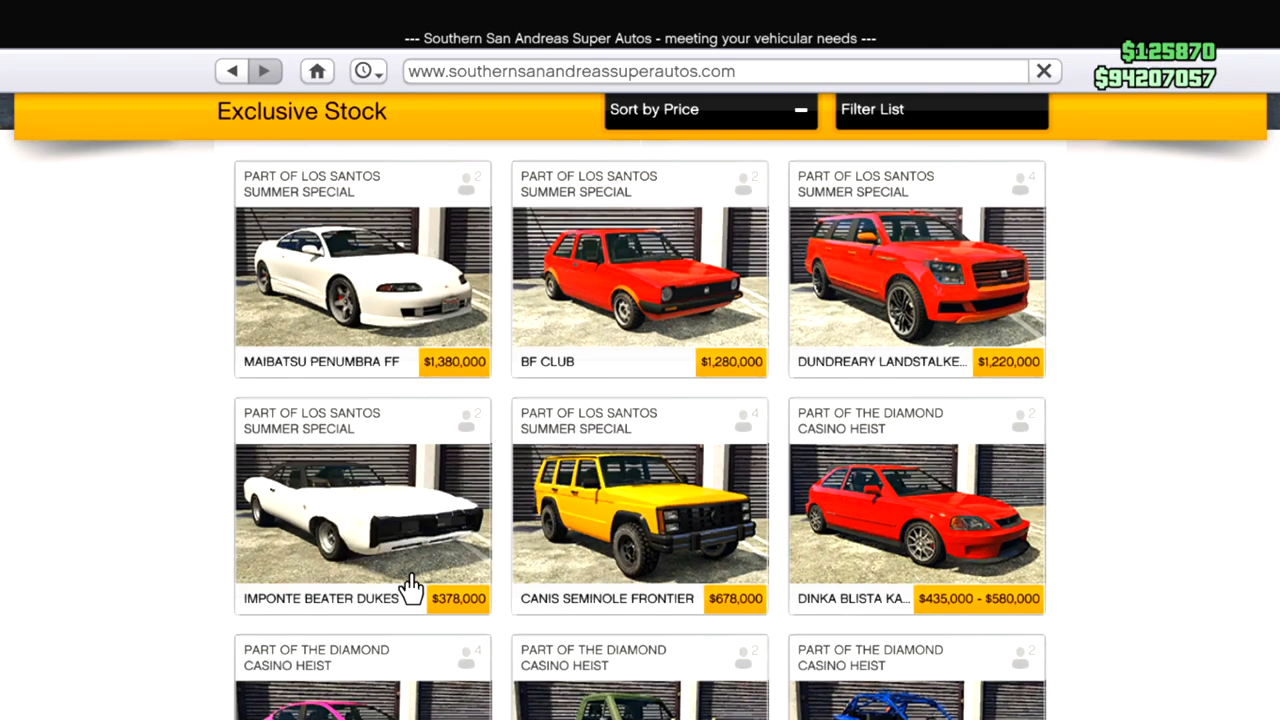 --- Southern San Andreas Super Autos - meeting your vehicular needs ---
www.southernsanandreassuperautos.com
$125870
$94207057
Exclusive Stock
Sort by Price
Filter List
PART OF LOS SANTOS
SUMMER SPECIAL
2
MAIBATSU PENUMBRA FF
$1,380,000
PART OF LOS SANTOS
SUMMER SPECIAL
2
BF CLUB
$1,280,000
PART OF LOS SANTOS
SUMMER SPECIAL
4
DUNDREARY LANDSTALKE...
$1,220,000
PART OF LOS SANTOS
SUMMER SPECIAL
2
IMPONTE BEATER DUKES
$378,000
PART OF LOS SANTOS
SUMMER SPECIAL
4
CANIS SEMINOLE FRONTIER
$678,000
PART OF THE DIAMOND
CASINO HEIST
2
DINKA BLISTA KA...
$435,000 - $580,000
PART OF THE DIAMOND
CASINO HEIST
4
PART OF THE DIAMOND
CASINO HEIST
2
PART OF THE DIAMOND
CASINO HEIST
2